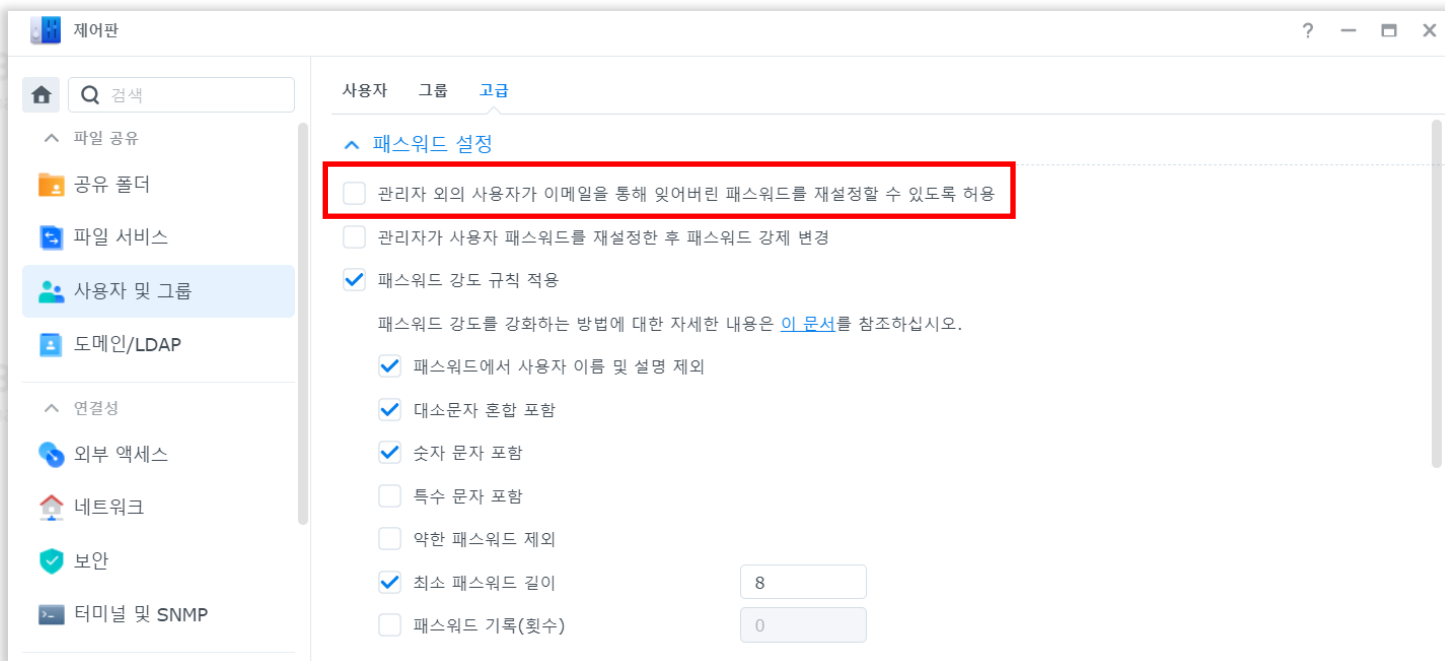 제어판
검색
파일 공유
공유 폴더
파일 서비스
사용자 및 그룹
도메인/LDAP
연결성
외부 액세스
네트워크
보안
터미널 및 SNMP
사용자 그룹 고급
패스워드 설정
관리자 외의 사용자가 이메일을 통해 잊어버린 패스워드를 재설정할 수 있도록 허용
관리자가 사용자 패스워드를 재설정한 후 패스워드 강제 변경
패스워드 강도 규칙 적용
패스워드 강도를 강화하는 방법에 대한 자세한 내용은 이 문서를 참조하십시오.
패스워드에서 사용자 이름 및 설명 제외
대소문자 혼합 포함
숫자 문자 포함
특수 문자 포함
약한 패스워드 제외
최소 패스워드 길이 8
패스워드 기록(횟수) 0